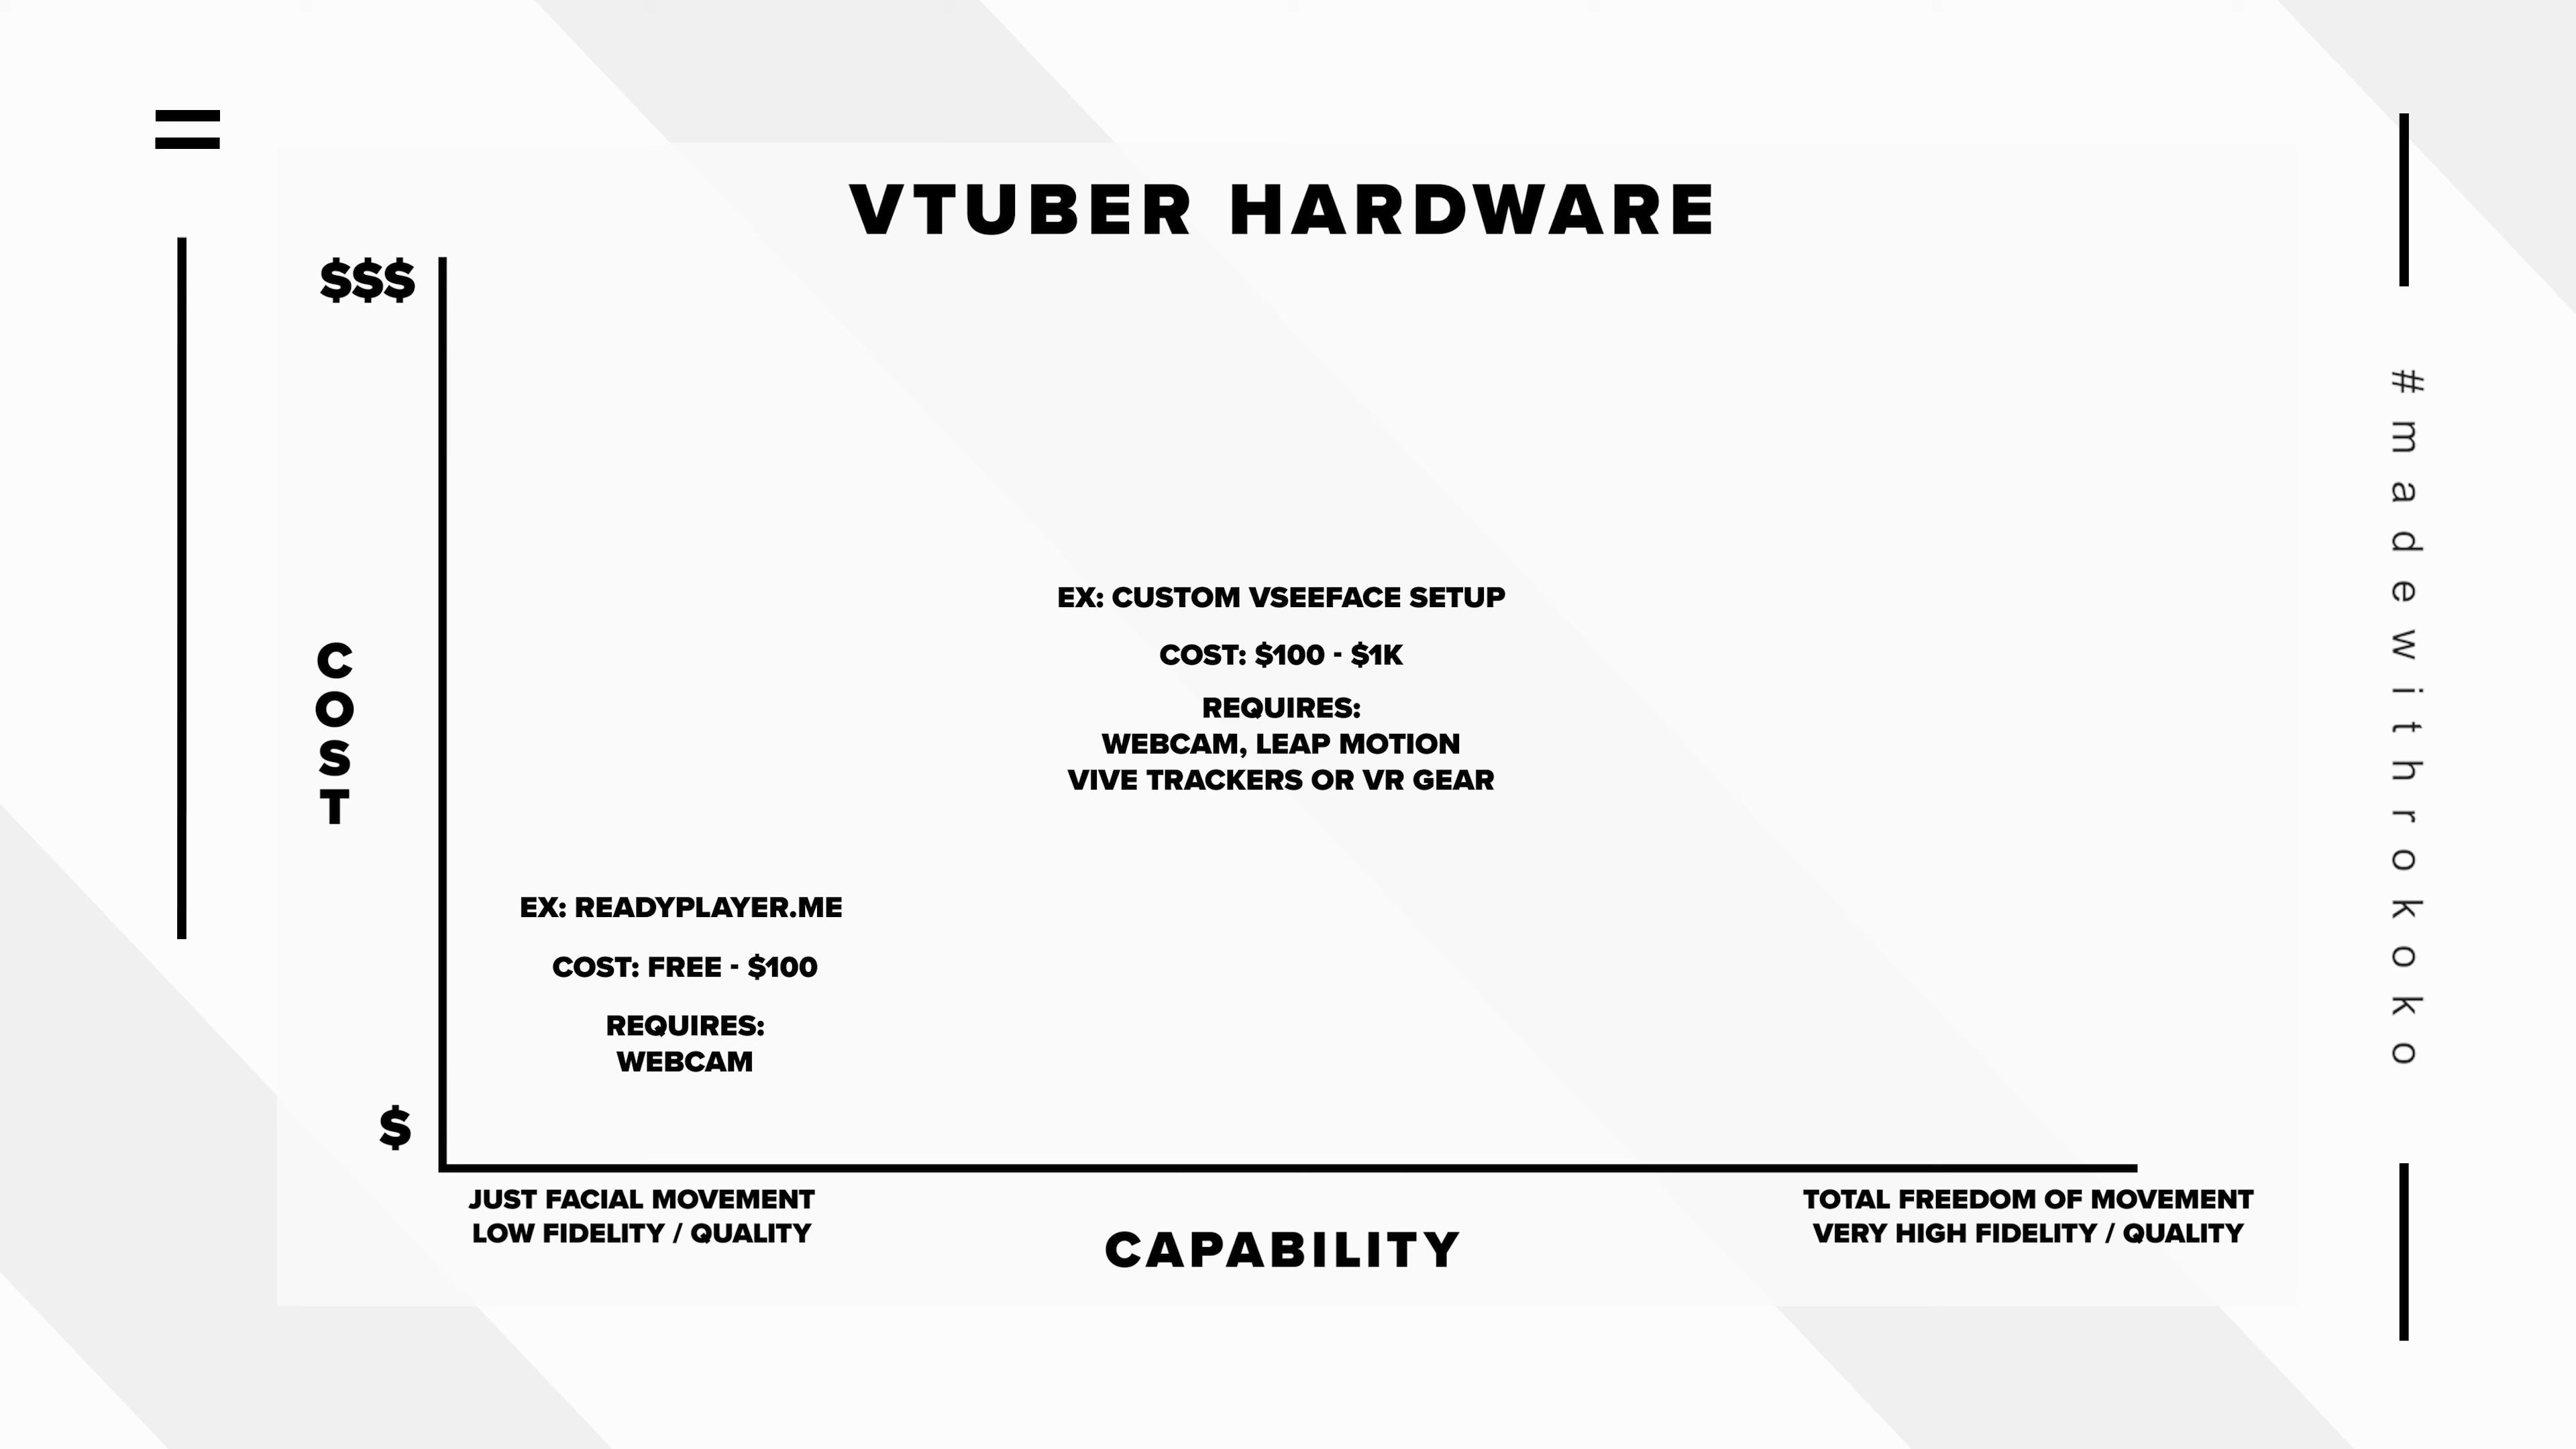 VTUBER HARDWARE
$$$
COST
$
EX: CUSTOM VSEEFACE SETUP
COST: $100 - $1K
REQUIRES:
WEBCAM, LEAP MOTION
VIVE TRACKERS OR VR GEAR
EX: READYPLAYER.ME
COST: FREE - $100
REQUIRES:
WEBCAM
JUST FACIAL MOVEMENT
LOW FIDELITY / QUALITY
CAPABILITY
TOTAL FREEDOM OF MOVEMENT
VERY HIGH FIDELITY / QUALITY
#madewithrokoko